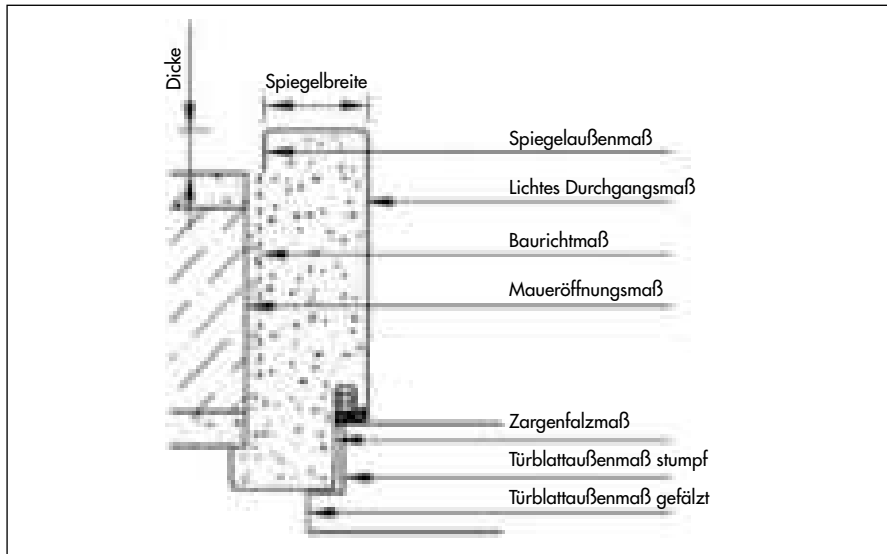 Dicke
Spiegelbreite
Spiegelaußenmaß
Lichtes Durchgangsmaß
Baurichtmaß
Maueröffnungsmaß
Zargenfalzmaß
Türblattaußenmaß stumpf
Türblattaußenmaß gefälzt